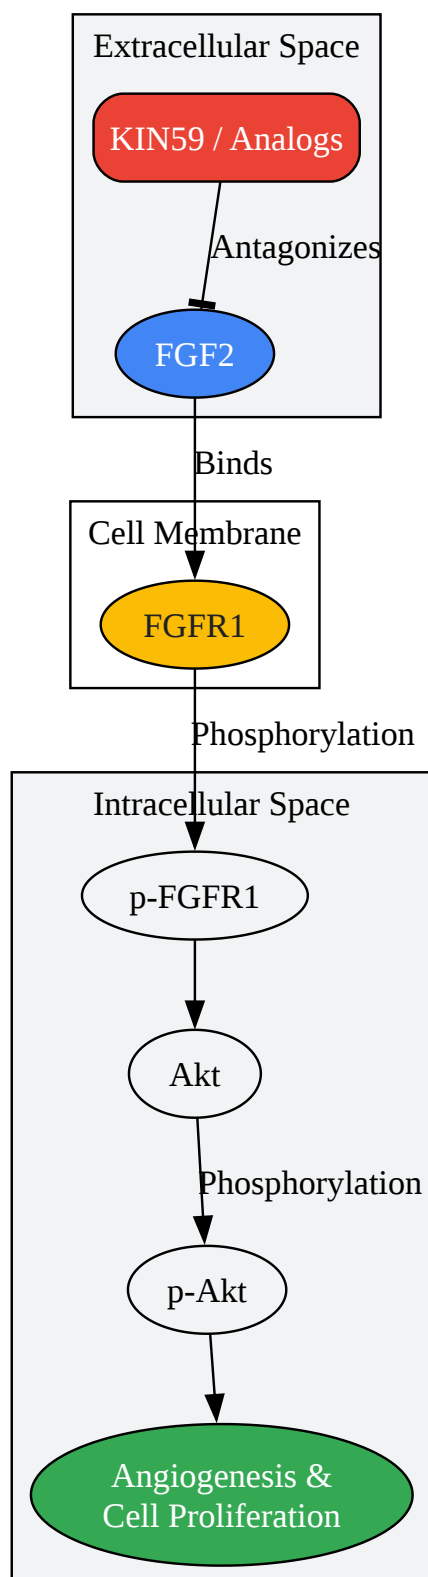 Extracellular Space
KIN59 / Analogs
Antagonizes
FGF2
Binds
Cell Membrane
FGFR1
Phosphorylation
Intracellular Space
p-FGFR1
Akt
Phosphorylation
p-Akt
Angiogenesis &
Cell Proliferation